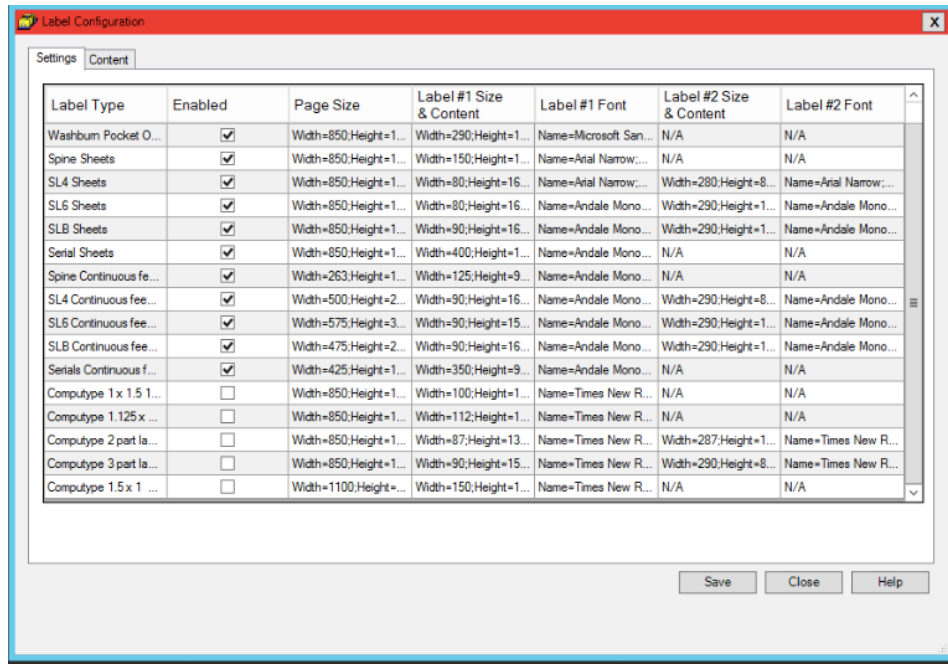 Label Configuration
X
Settings Content
Label Type Enabled Page Size Label #1 Size & Content Label #1 Font Label #2 Size & Content Label #2 Font
Washburn Pocket O... Width=850;Height=1... Width=290;Height=1... Name=Microsoft San... N/A N/A
Spine Sheets Width=850;Height=1... Width=150;Height=1... Name=Arial Narrow;... N/A N/A
SL4 Sheets Width=850;Height=1... Width=80;Height=16... Name=Arial Narrow;... Width=280;Height=8... Name=Arial Narrow;...
SL6 Sheets Width=850;Height=1... Width=80;Height=16... Name=Andale Mono... Width=290;Height=1... Name=Andale Mono...
SLB Sheets Width=850;Height=1... Width=90;Height=16... Name=Andale Mono... Width=290;Height=1... Name=Andale Mono...
Serial Sheets Width=850;Height=1... Width=400;Height=1... Name=Andale Mono... N/A N/A
Spine Continuous fe... Width=263;Height=1... Width=125;Height=9... Name=Andale Mono... N/A N/A
SL4 Continuous fee... Width=500;Height=2... Width=90;Height=16... Name=Andale Mono... Width=290;Height=8... Name=Andale Mono...
SL6 Continuous fee... Width=575;Height=3... Width=90;Height=15... Name=Andale Mono... Width=290;Height=1... Name=Andale Mono...
SLB Continuous fee... Width=475;Height=2... Width=90;Height=16... Name=Andale Mono... Width=290;Height=1... Name=Andale Mono...
Serials Continuous f... Width=425;Height=1... Width=350;Height=9... Name=Andale Mono... N/A N/A
Computype 1 x 1.5 1... Width=850;Height=1... Width=100;Height=1... Name=Times New R... N/A N/A
Computype 1.125 x ... Width=850;Height=1... Width=112;Height=1... Name=Times New R... N/A N/A
Computype 2 part la... Width=850;Height=1... Width=87;Height=13... Name=Times New R... Width=287;Height=1... Name=Times New R...
Computype 3 part la... Width=850;Height=1... Width=90;Height=15... Name=Times New R... Width=290;Height=8... Name=Times New R...
Computype 1.5 x 1 ... Width=1100;Height=... Width=150;Height=1... Name=Times New R... N/A N/A
Save Close Help